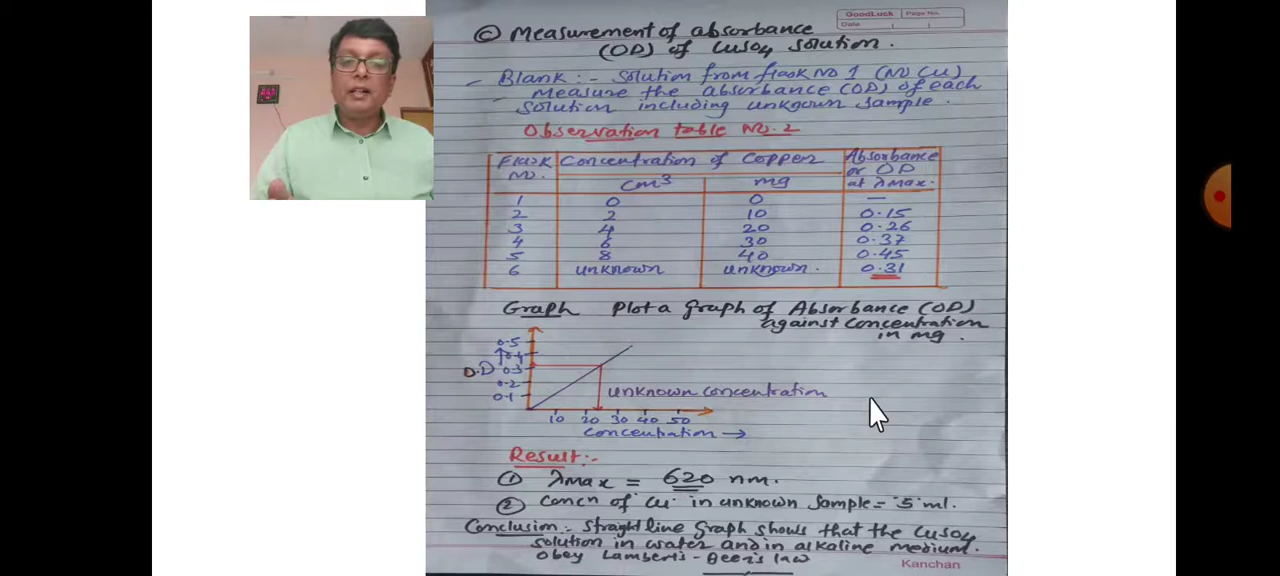 GoodLuck Page No.
Date
© Measurement of absorbance
(OD) of CuSO4 solution.
- Blank :- solution from flask No 1 (NO Cu)
- measure the absorbance (OD) of each
solution including unkgown sample.
Observation table No. 2
Flask No. Concentration of Copper Absorbance or OD at λmax.
cm3 mg
1 0 0 —
2 2 10 0.15
3 4 20 0.26
4 6 30 0.37
5 8 40 0.45
6 unknown unknown. 0.31
Graph Plot a Graph of Absorbance (OD)
against concentration
in mg.
0.5
0.4
O.D 0.3
0.2
0.1
unknown concentration
10 20 30 40 50
Concentration →
Result:-
① λmax = 620 nm.
② concn of Cu in unknown sample = 5 ml.
Conclusion:- straight line Graph shows that the CuSO4
solution in water and in alkaline medium.
obey Lambert's-Beer's law
Kanchan